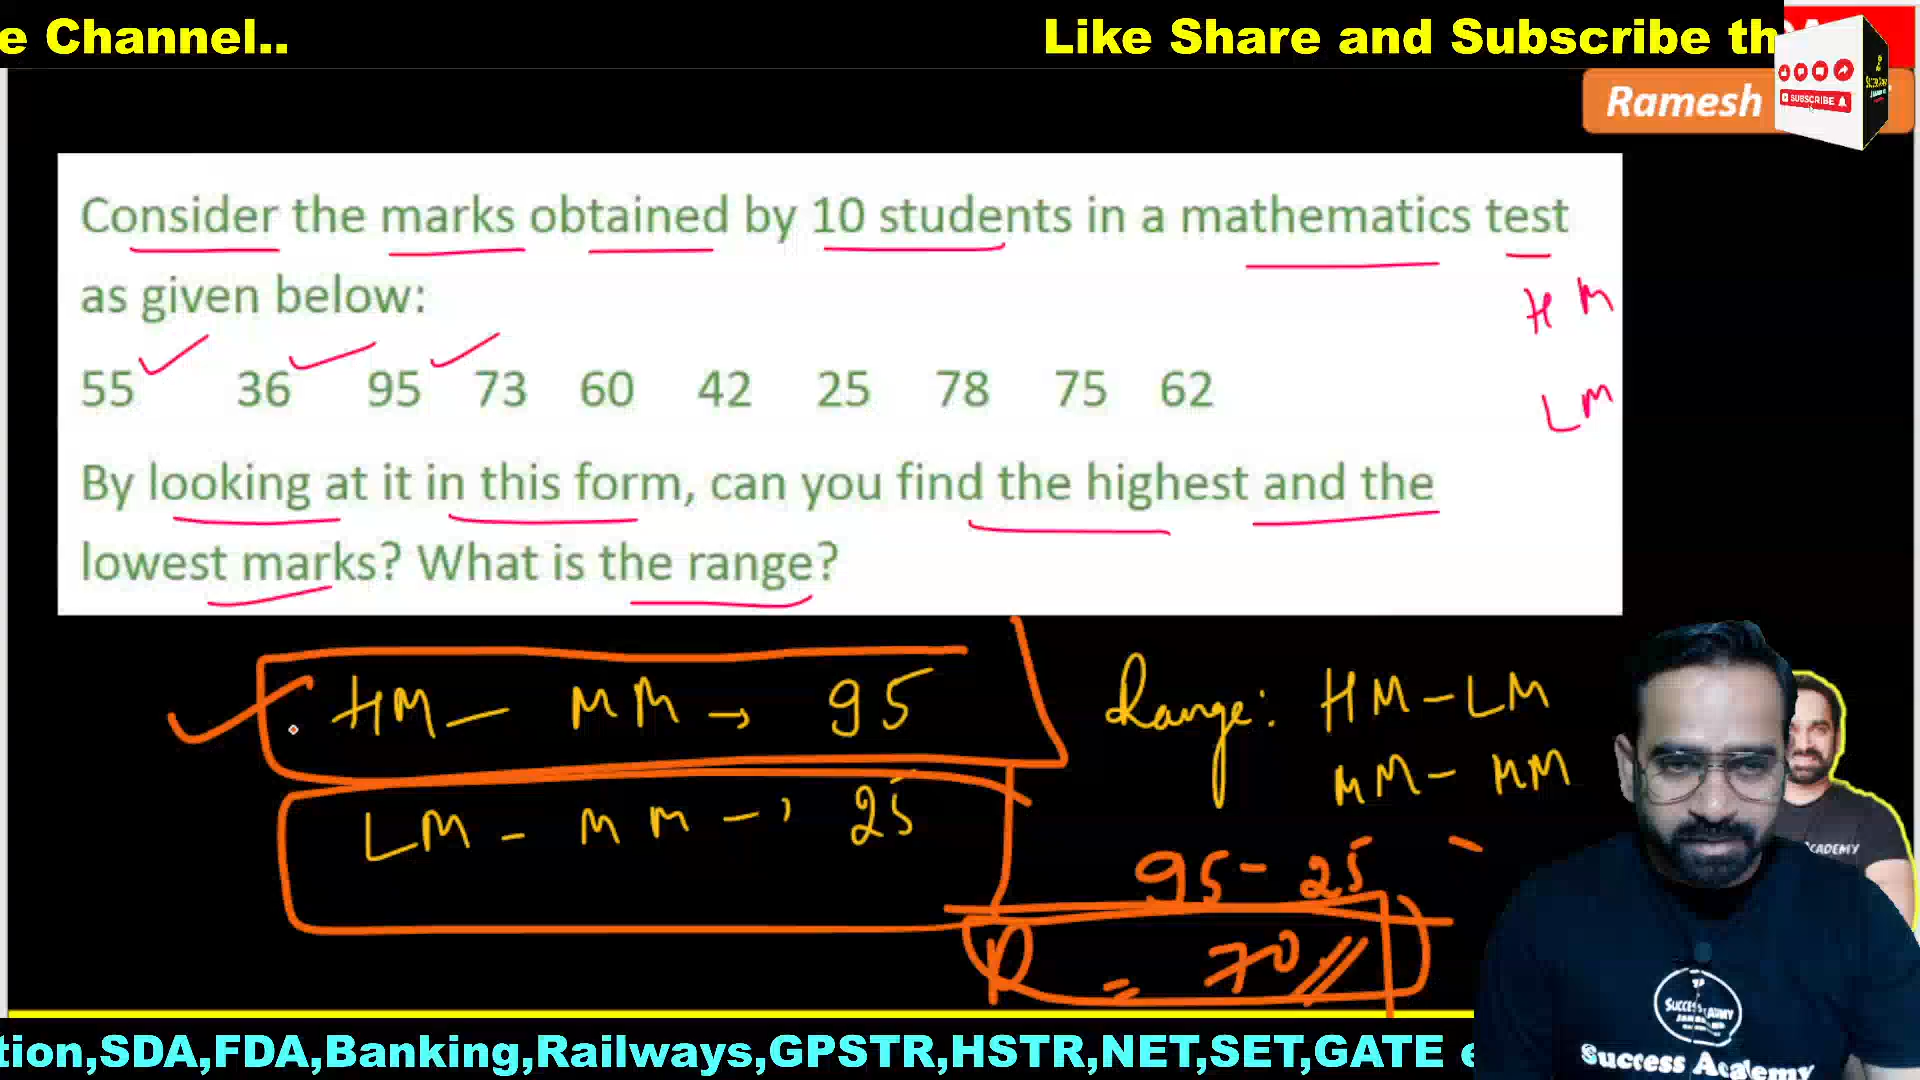 e Channel.. Like Share and Subscribe th
Ramesh
SUBSCRIBE
Consider the marks obtained by 10 students in a mathematics test
as given below:
H M
55 36 95 73 60 42 25 78 75 62
L M
By looking at it in this form, can you find the highest and the
lowest marks? What is the range?
HM — MM → 95
LM - MM → 25
Range: HM - LM
MM - MM
95 - 25
R = 70 //
ACADEMY
tion,SDA,FDA,Banking,Railways,GPSTR,HSTR,NET,SET,GATE e
Success Academy